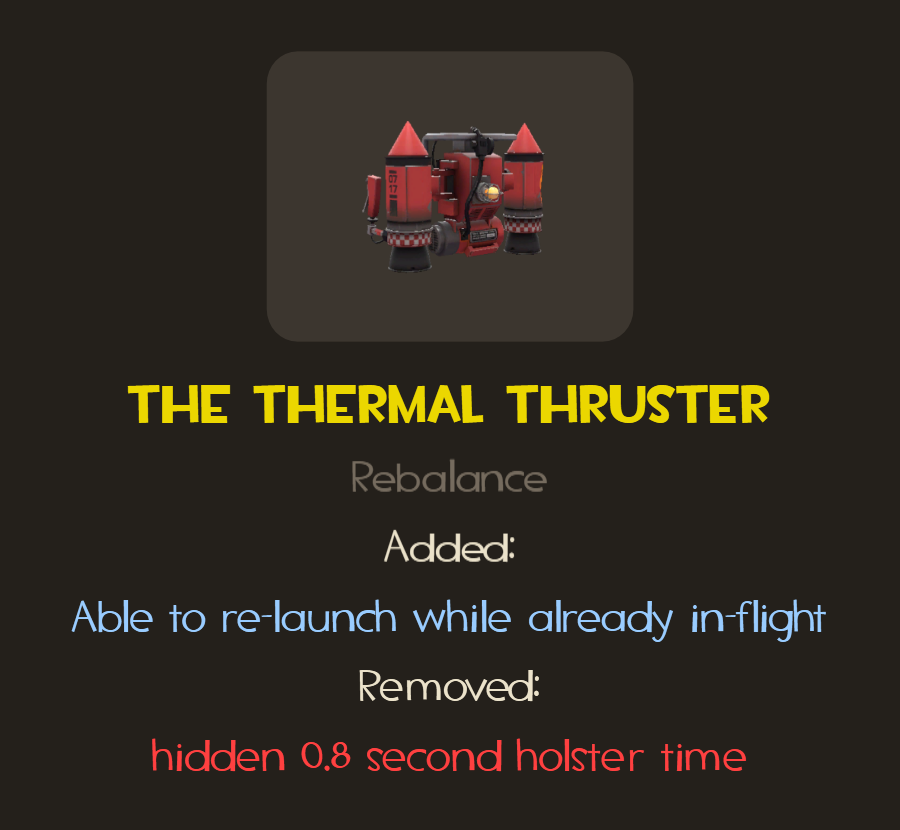 THE THERMAL THRUSTER
Rebalance
Added:
Able to re-launch while already in-flight
Removed:
hidden 0.8 second holster time